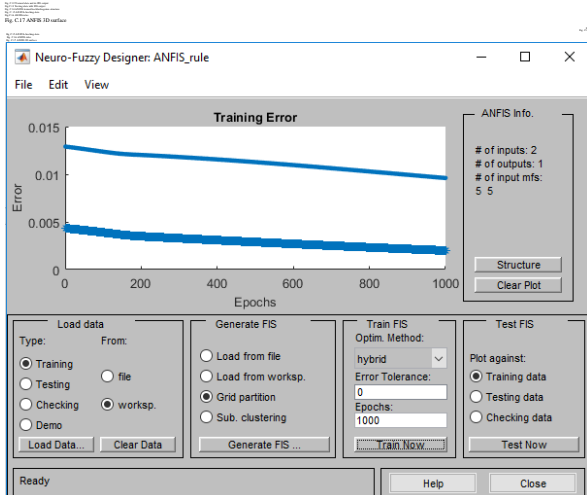 Fig. C.17 ANFIS 3D surface
Neuro-Fuzzy Designer: ANFIS_rule
File Edit View
Training Error
0.015
0.01
0.005
0
Error
0 200 400 600 800 1000
Epochs
ANFIS Info.
# of inputs: 2
# of outputs: 1
# of input mfs:
5 5
Structure
Clear Plot
Load data
Type: From:
Training
Testing
Checking
Demo
file
worksp.
Load Data... Clear Data
Generate FIS
Load from file
Load from worksp.
Grid partition
Sub. clustering
Generate FIS ...
Train FIS
Optim. Method:
hybrid
Error Tolerance:
0
Epochs:
1000
Train Now
Test FIS
Plot against:
Training data
Testing data
Checking data
Test Now
Ready
Help Close